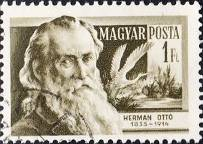 MAGYAR POSTA
1 Ft.
HERMAN OTTÓ
1835-1914